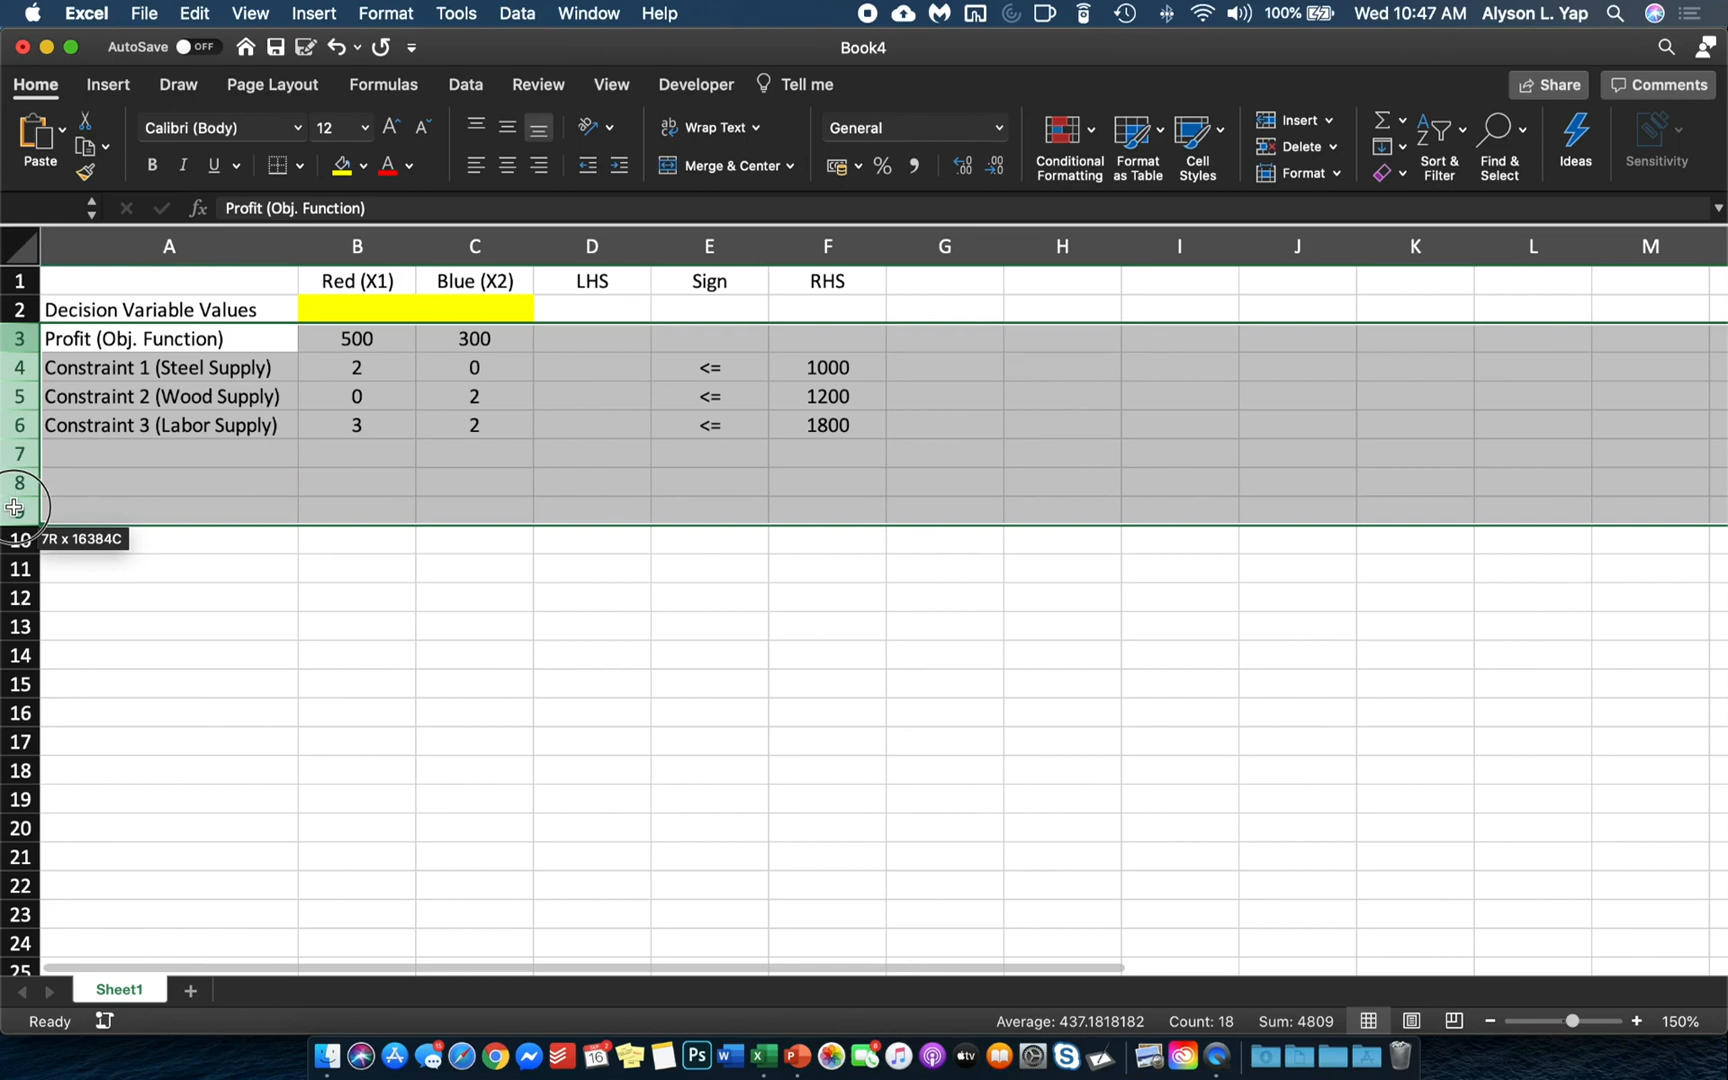 Excel File Edit View Insert Format Tools Data Window Help 100% Wed 10:47 AM Alyson L. Yap
AutoSave OFF Book4
Home Insert Draw Page Layout Formulas Data Review View Developer Tell me Share Comments
Paste Calibri (Body) 12 A A Wrap Text General Conditional Formatting Format as Table Cell Styles Insert Sort & Filter Find & Select Ideas Sensitivity
Delete
B I U A Merge & Center % Format
fx Profit (Obj. Function)
A B C D E F G H I J K L M
1 Red (X1) Blue (X2) LHS Sign RHS
2 Decision Variable Values
3 Profit (Obj. Function) 500 300
4 Constraint 1 (Steel Supply) 2 0 <= 1000
5 Constraint 2 (Wood Supply) 0 2 <= 1200
6 Constraint 3 (Labor Supply) 3 2 <= 1800
7
8
10 7R x 16384C
11
12
13
14
15
16
17
18
19
20
21
22
23
24
25
Sheet1 +
Ready Average: 437.1818182 Count: 18 Sum: 4809 150%
SEP 16 Ps W X P tv S